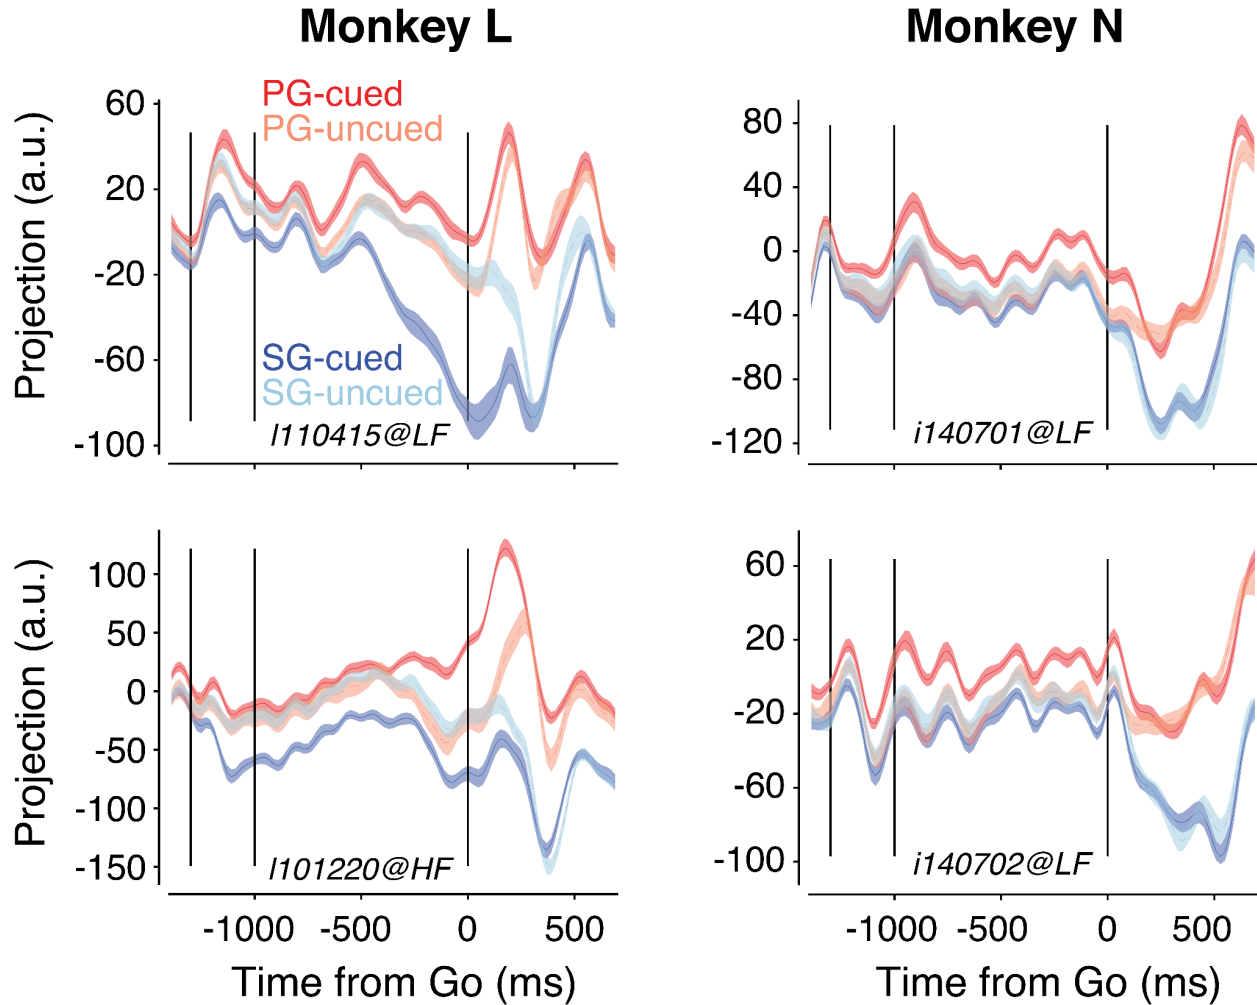 Monkey L
Monkey N
Projection (a.u.)
60
20
-20
-60
-100
PG-cued
PG-uncued
SG-cued
SG-uncued
l110415@LF
80
40
0
-40
-80
-120
i140701@LF
Projection (a.u.)
100
50
0
-50
-100
-150
l101220@HF
-1000 -500 0 500
Time from Go (ms)
60
20
-20
-60
-100
i140702@LF
-1000 -500 0 500
Time from Go (ms)